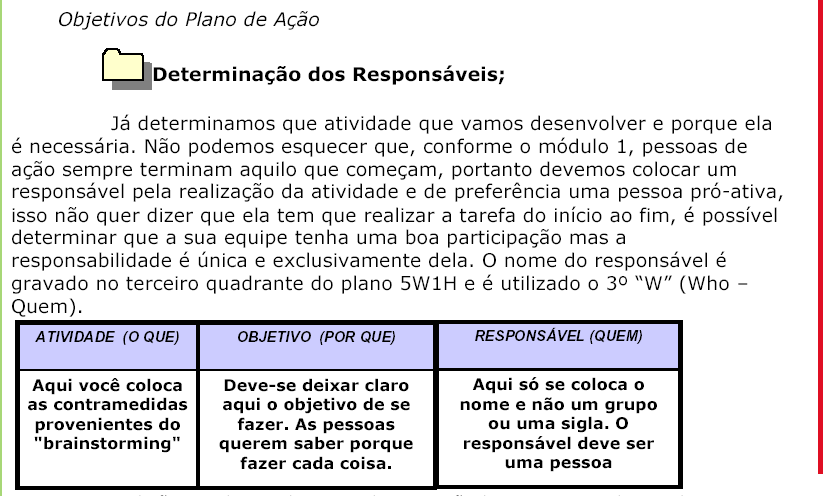 Objetivos do Plano de Ação
Determinação dos Responsáveis;
Já determinamos que atividade que vamos desenvolver e porque ela
é necessária. Não podemos esquecer que, conforme o módulo 1, pessoas de
ação sempre terminam aquilo que começam, portanto devemos colocar um
responsável pela realização da atividade e de preferência uma pessoa pró-ativa,
isso não quer dizer que ela tem que realizar a tarefa do início ao fim, é possível
determinar que a sua equipe tenha uma boa participação mas a
responsabilidade é única e exclusivamente dela. O nome do responsável é
gravado no terceiro quadrante do plano 5W1H e é utilizado o 3º “W” (Who –
Quem).
ATIVIDADE (O QUE)
OBJETIVO (POR QUE)
RESPONSÁVEL (QUEM)
Aqui você coloca
as contramedidas
provenientes do
"brainstorming"
Deve-se deixar claro
aqui o objetivo de se
fazer. As pessoas
querem saber porque
fazer cada coisa.
Aqui só se coloca o
nome e não um grupo
ou uma sigla. O
responsável deve ser
uma pessoa